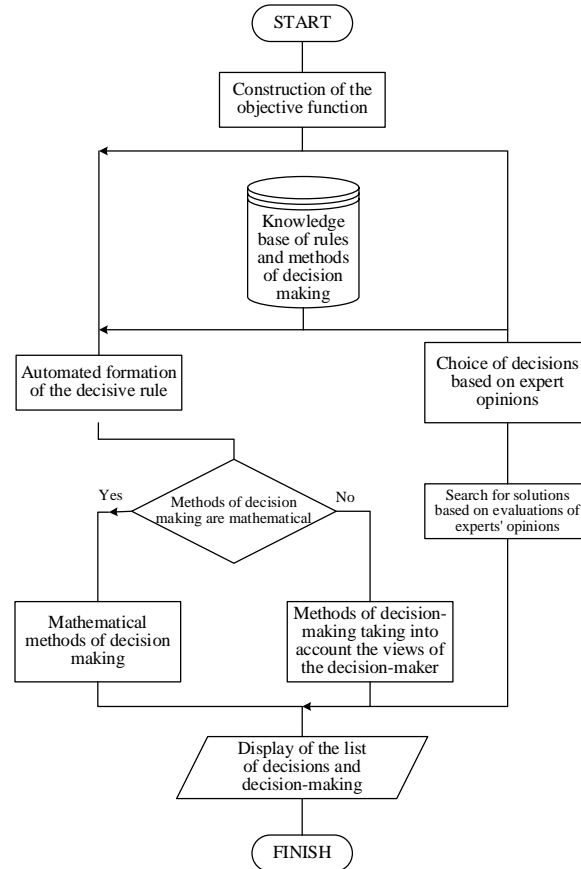 START
Construction of the
objective function
Knowledge
base of rules
and methods
of decision
making
Automated formation
of the decisive rule
Choice of decisions
based on expert
opinions
Yes
Methods of decision
making are mathematical
No
Search for solutions
based on evaluations of
experts' opinions
Mathematical
methods of decision
making
Methods of decision-
making taking into
account the views of
the decision-maker
Display of the list
of decisions and
decision-making
FINISH